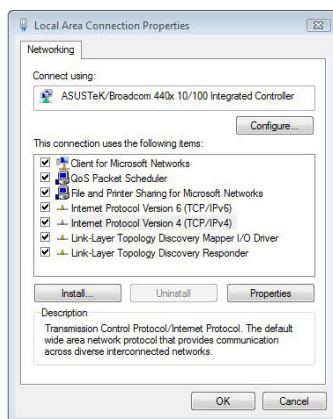 Local Area Connection Properties
Networking
Connect using:
ASUSTeK/Broadcom 440x 10/100 Integrated Controller
Configure...
This connection uses the following items:
Client for Microsoft Networks
QoS Packet Scheduler
File and Printer Sharing for Microsoft Networks
Internet Protocol Version 6 (TCP/IPv6)
Internet Protocol Version 4 (TCP/IPv4)
Link-Layer Topology Discovery Mapper I/O Driver
Link-Layer Topology Discovery Responder
Install... Uninstall Properties
Description
Transmission Control Protocol/Internet Protocol. The default
wide area network protocol that provides communication
across diverse interconnected networks.
OK Cancel